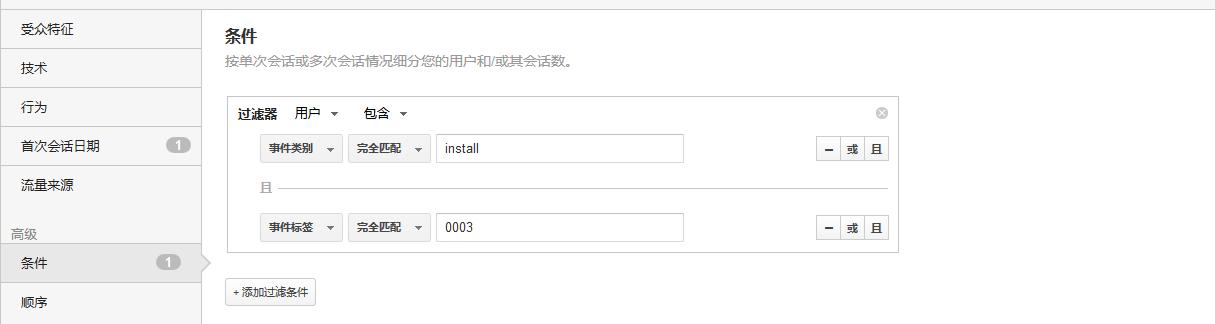 受众特征
技术
行为
首次会话日期 1
流量来源
高级
条件 1
顺序
条件
按单次会话或多次会话情况细分您的用户和/或其会话数。
过滤器 用户 包含
事件类别 完全匹配 install − 或 且
且
事件标签 完全匹配 0003 − 或 且
+ 添加过滤条件